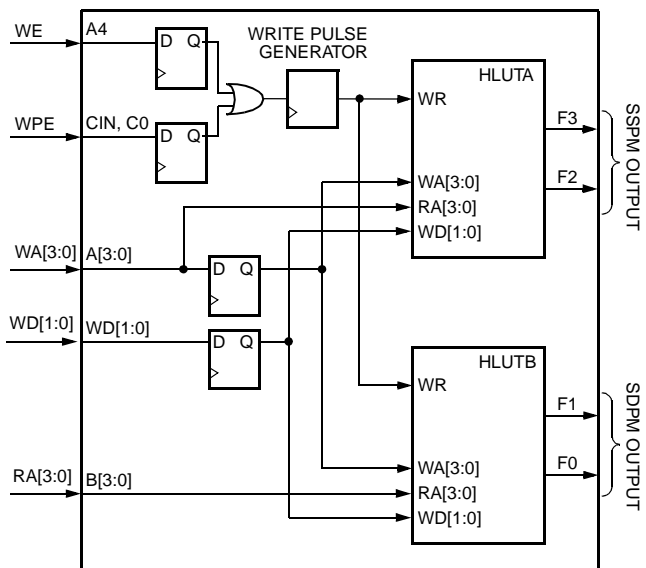 WE
A4
D Q
WRITE PULSE
GENERATOR
WPE
CIN, C0
D Q
HLUTA
WR
WA[3:0]
RA[3:0]
WD[1:0]
F3
F2
SSPM OUTPUT
WA[3:0]
A[3:0]
D Q
WD[1:0]
WD[1:0]
D Q
HLUTB
WR
WA[3:0]
RA[3:0]
WD[1:0]
F1
F0
SDPM OUTPUT
RA[3:0]
B[3:0]